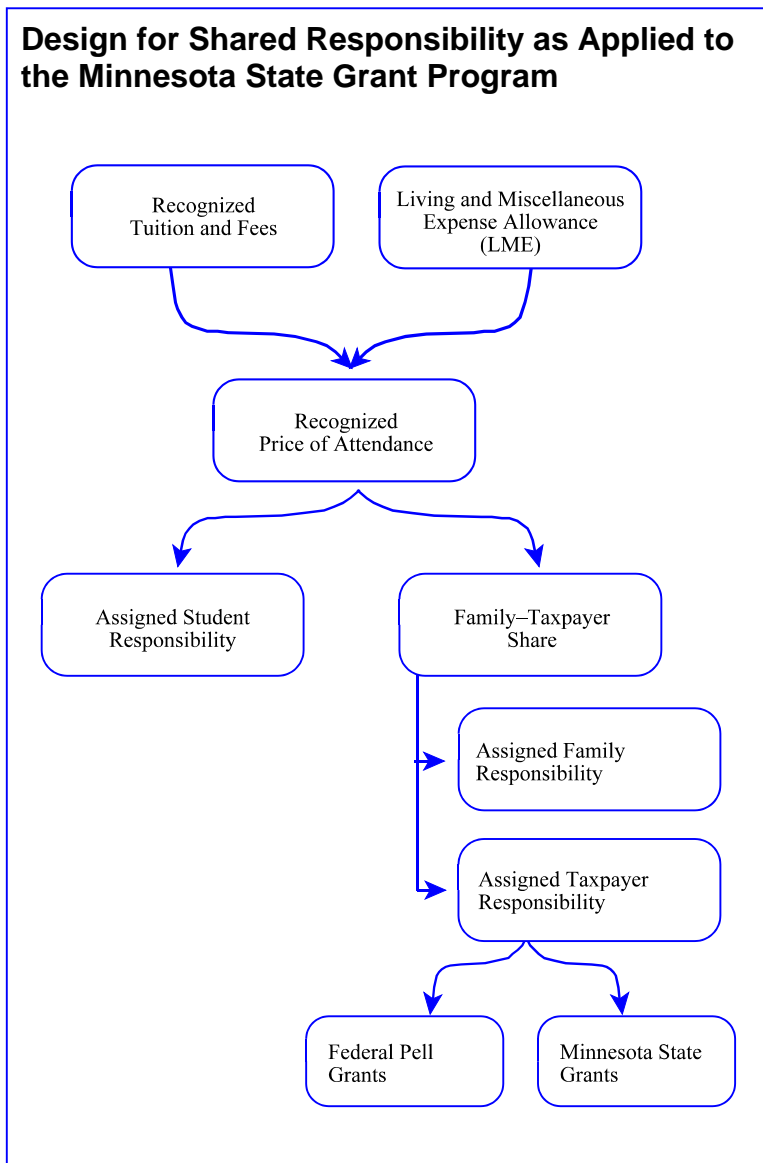 Design for Shared Responsibility as Applied to
the Minnesota State Grant Program
Recognized
Tuition and Fees
Living and Miscellaneous
Expense Allowance
(LME)
Recognized
Price of Attendance
Assigned Student
Responsibility
Family–Taxpayer
Share
Assigned Family
Responsibility
Assigned Taxpayer
Responsibility
Federal Pell
Grants
Minnesota State
Grants